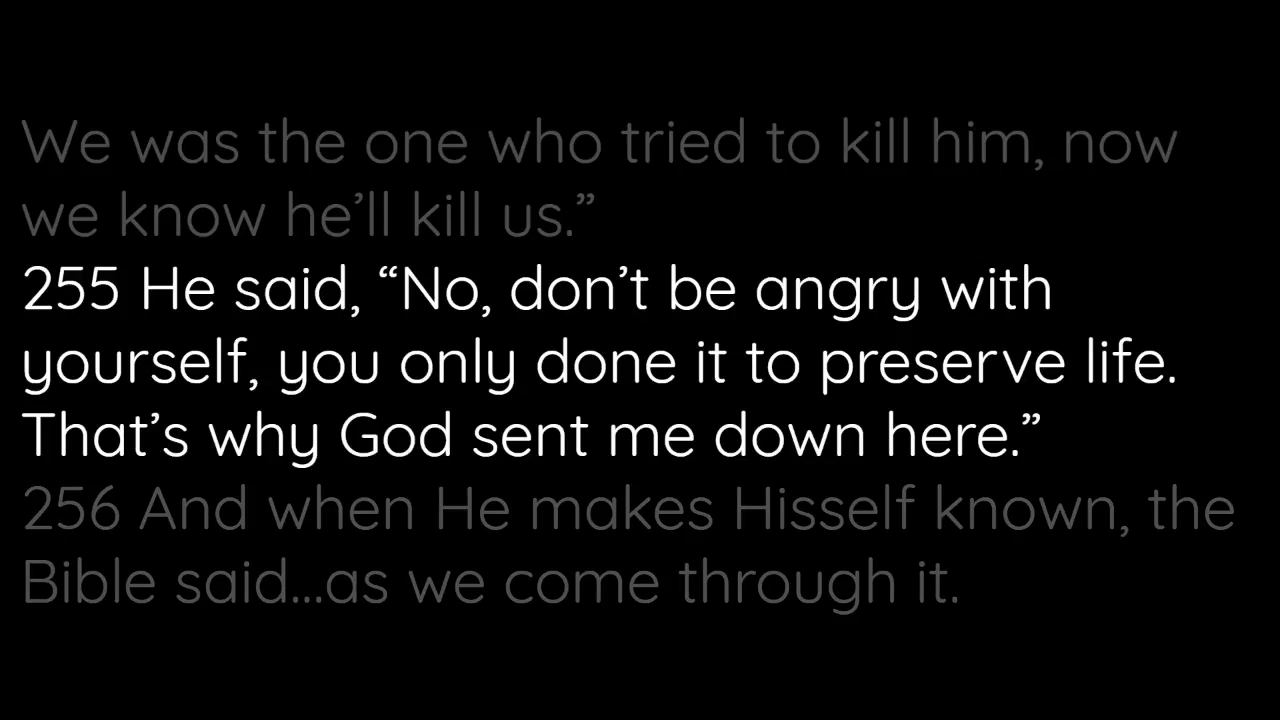 We was the one who tried to kill him, now
we know he’ll kill us.”
255 He said, “No, don’t be angry with
yourself, you only done it to preserve life.
That’s why God sent me down here.”
256 And when He makes Hisself known, the
Bible said...as we come through it.